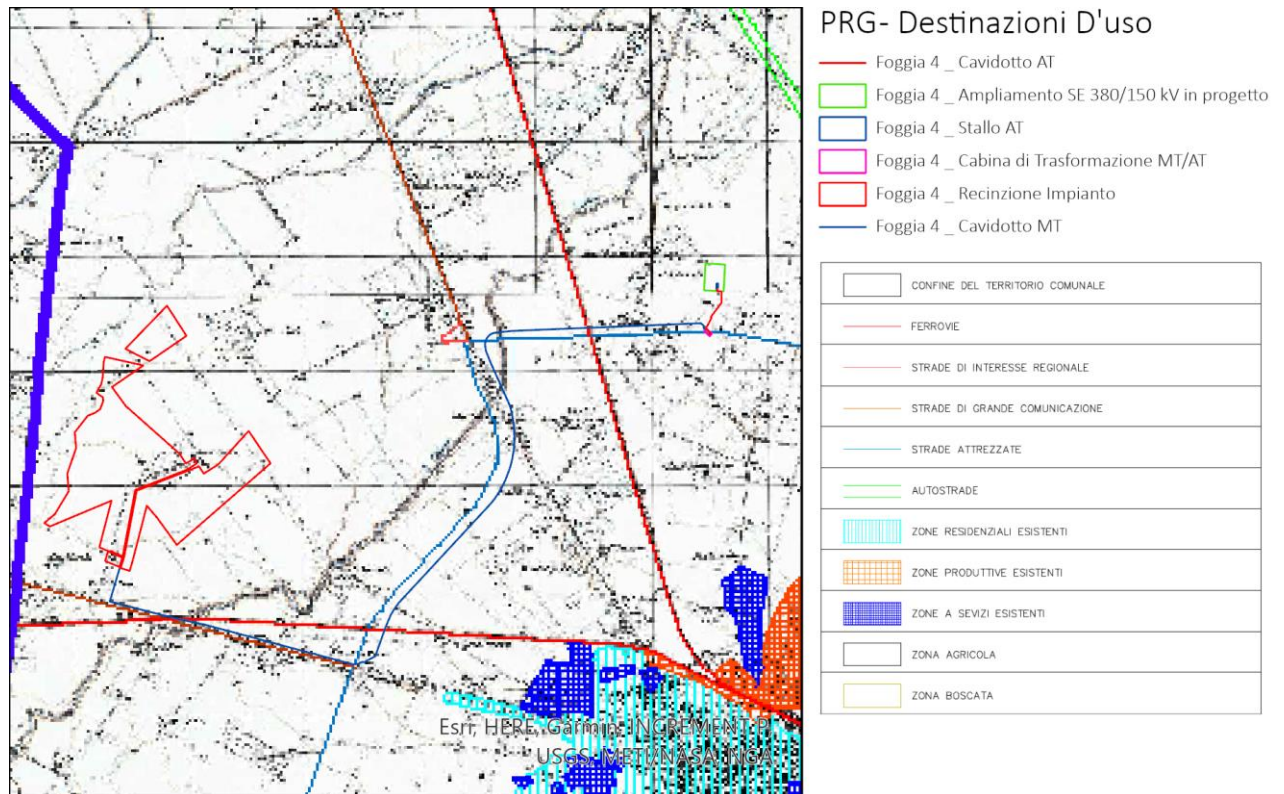 PRG- Destinazioni D'uso
Foggia 4 _ Cavidotto AT
Foggia 4 _ Ampliamento SE 380/150 kV in progetto
Foggia 4 _ Stallo AT
Foggia 4 _ Cabina di Trasformazione MT/AT
Foggia 4 _ Recinzione Impianto
Foggia 4 _ Cavidotto MT
CONFINE DEL TERRITORIO COMUNALE
FERROVIE
STRADE DI INTERESSE REGIONALE
STRADE DI GRANDE COMUNICAZIONE
STRADE ATTREZZATE
AUTOSTRADE
ZONE RESIDENZIALI ESISTENTI
ZONE PRODUTTIVE ESISTENTI
ZONE A SEVIZI ESISTENTI
ZONA AGRICOLA
ZONA BOSCATA
Esri, HERE, Garmin, INCREMENT P,
USGS, METI/NASA, NGA